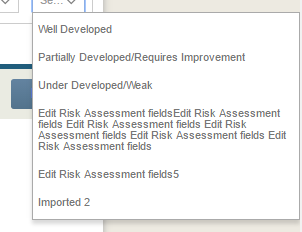 Se...
Well Developed
Partially Developed/Requires Improvement
Under Developed/Weak
Edit Risk Assessment fieldsEdit Risk Assessment
fields Edit Risk Assessment fields Edit Risk
Assessment fields Edit Risk Assessment fields Edit
Risk Assessment fields
Edit Risk Assessment fields5
Imported 2